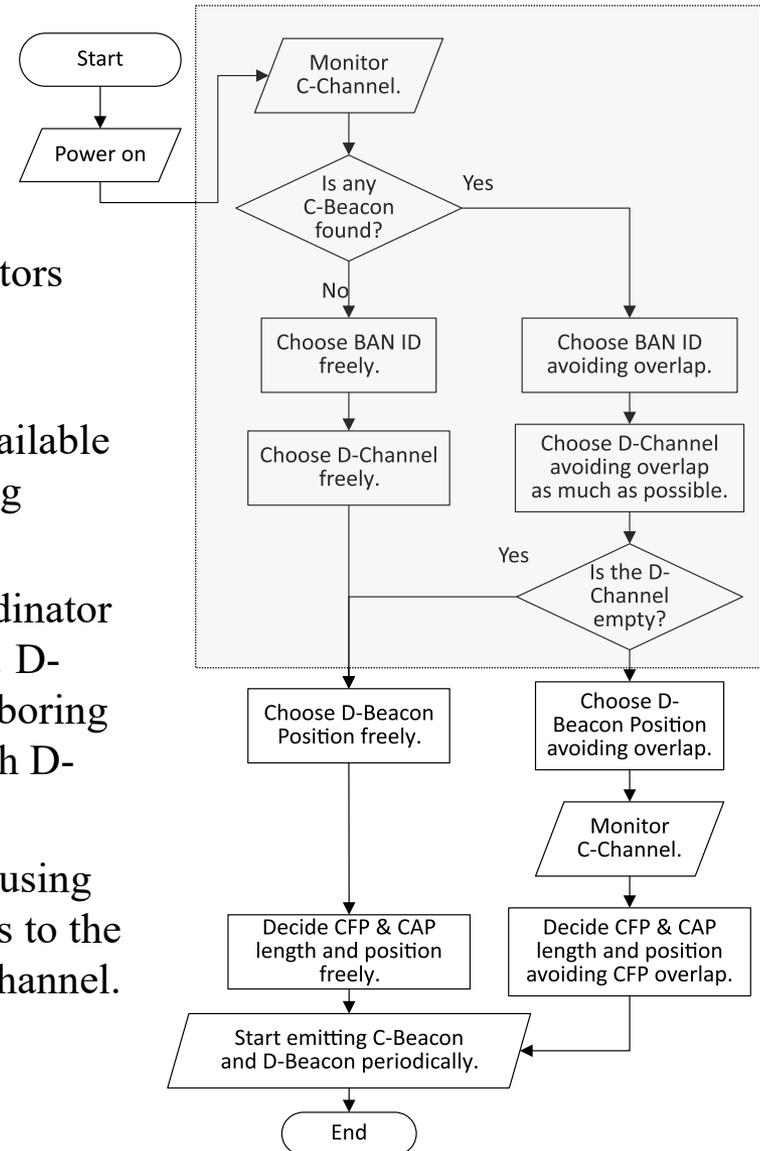 Start
Power on
Monitor
C-Channel.
Is any
C-Beacon
found?
Yes
No
Choose BAN ID
freely.
Choose BAN ID
avoiding overlap.
Choose D-Channel
freely.
Choose D-Channel
avoiding overlap
as much as possible.
Yes
Is the D-
Channel
empty?
Choose D-Beacon
Position freely.
Choose D-
Beacon Position
avoiding overlap.
Monitor
C-Channel.
Decide CFP & CAP
length and position
freely.
Decide CFP & CAP
length and position
avoiding CFP overlap.
Start emitting C-Beacon
and D-Beacon periodically.
End
tors
ailable
g
dinator
D-
boring
h D-
using
s to the
hannel.